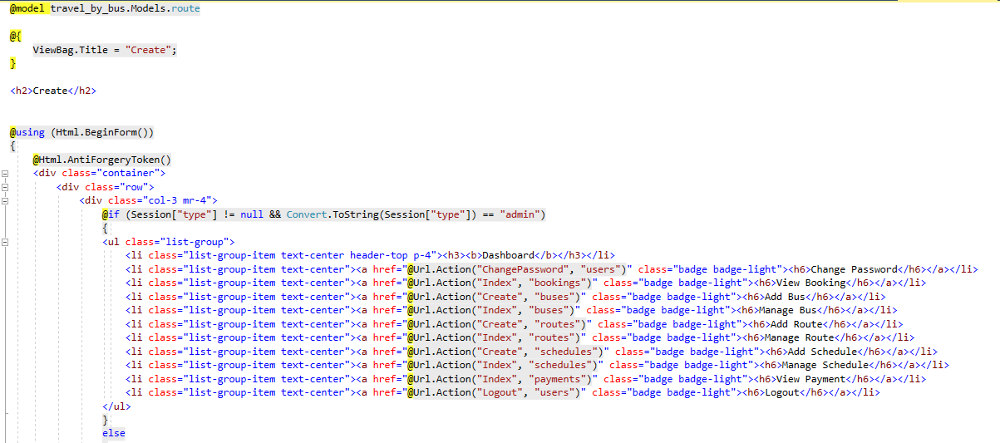 @model travel_by_bus.Models.route
@{
ViewBag.Title = "Create";
}
<h2>Create</h2>
@using (Html.BeginForm())
{
@Html.AntiForgeryToken()
<div class="container">
<div class="row">
<div class="col-3 mr-4">
@if (Session["type"] != null && Convert.ToString(Session["type"]) == "admin")
{
<ul class="list-group">
<li class="list-group-item text-center header-top p-4"><h3><b>Dashboard</b></h3></li>
<li class="list-group-item text-center"><a href="@Url.Action("ChangePassword", "users")" class="badge badge-light"><h6>Change Password</h6></a></li>
<li class="list-group-item text-center"><a href="@Url.Action("Index", "bookings")" class="badge badge-light"><h6>View Booking</h6></a></li>
<li class="list-group-item text-center"><a href="@Url.Action("Create", "buses")" class="badge badge-light"><h6>Add Bus</h6></a></li>
<li class="list-group-item text-center"><a href="@Url.Action("Index", "buses")" class="badge badge-light"><h6>Manage Bus</h6></a></li>
<li class="list-group-item text-center"><a href="@Url.Action("Create", "routes")" class="badge badge-light"><h6>Add Route</h6></a></li>
<li class="list-group-item text-center"><a href="@Url.Action("Index", "routes")" class="badge badge-light"><h6>Manage Route</h6></a></li>
<li class="list-group-item text-center"><a href="@Url.Action("Create", "schedules")" class="badge badge-light"><h6>Add Schedule</h6></a></li>
<li class="list-group-item text-center"><a href="@Url.Action("Index", "schedules")" class="badge badge-light"><h6>Manage Schedule</h6></a></li>
<li class="list-group-item text-center"><a href="@Url.Action("Index", "payments")" class="badge badge-light"><h6>View Payment</h6></a></li>
<li class="list-group-item text-center"><a href="@Url.Action("Logout", "users")" class="badge badge-light"><h6>Logout</h6></a></li>
</ul>
}
else